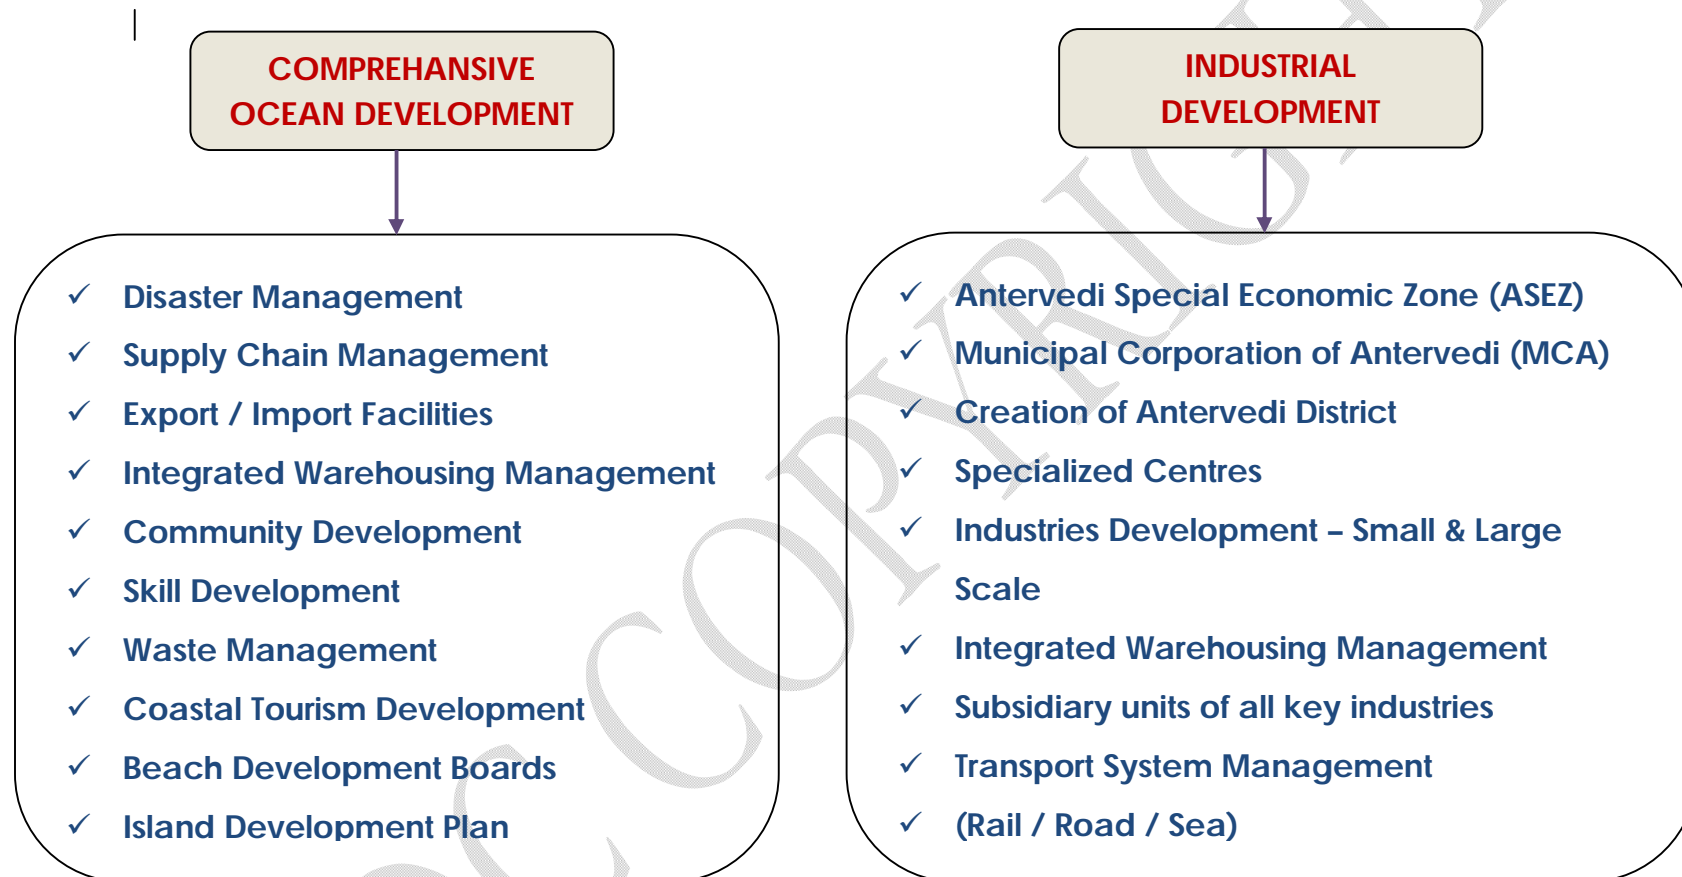 COMPREHANSIVE
OCEAN DEVELOPMENT
✓ Disaster Management
✓ Supply Chain Management
✓ Export / Import Facilities
✓ Integrated Warehousing Management
✓ Community Development
✓ Skill Development
✓ Waste Management
✓ Coastal Tourism Development
✓ Beach Development Boards
✓ Island Development Plan
INDUSTRIAL
DEVELOPMENT
✓ Antervedi Special Economic Zone (ASEZ)
✓ Municipal Corporation of Antervedi (MCA)
✓ Creation of Antervedi District
✓ Specialized Centres
✓ Industries Development – Small & Large
Scale
✓ Integrated Warehousing Management
✓ Subsidiary units of all key industries
✓ Transport System Management
✓ (Rail / Road / Sea)